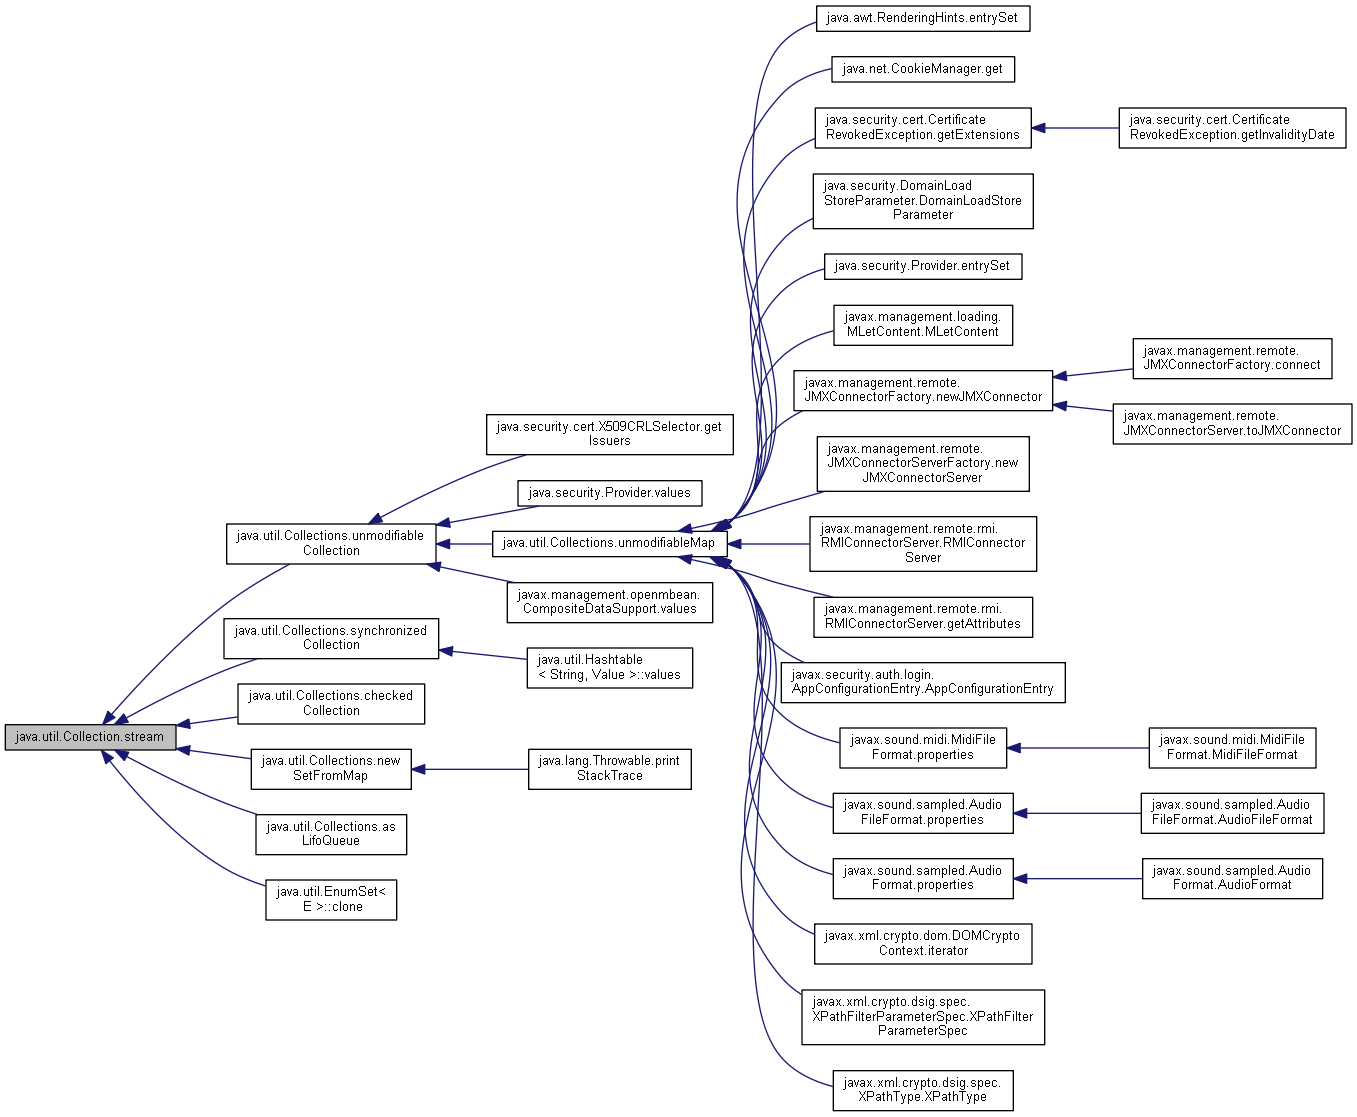 java.awt.RenderingHints.entrySet
java.net.CookieManager.get
java.security.cert.Certificate
RevokedException.getExtensions
java.security.cert.Certificate
RevokedException.getInvalidityDate
java.security.DomainLoad
StoreParameter.DomainLoadStore
Parameter
java.security.Provider.entrySet
javax.management.loading.
MLetContent.MLetContent
javax.management.remote.
JMXConnectorFactory.connect
javax.management.remote.
JMXConnectorFactory.newJMXConnector
javax.management.remote.
JMXConnectorServer.toJMXConnector
java.security.cert.X509CRLSelector.get
Issuers
javax.management.remote.
JMXConnectorServerFactory.new
JMXConnectorServer
java.security.Provider.values
java.util.Collections.unmodifiable
Collection
java.util.Collections.unmodifiableMap
javax.management.remote.rmi.
RMIConnectorServer.RMIConnector
Server
javax.management.openmbean.
CompositeDataSupport.values
javax.management.remote.rmi.
RMIConnectorServer.getAttributes
java.util.Collections.synchronized
Collection
java.util.Hashtable
< String, Value >::values
javax.security.auth.login.
AppConfigurationEntry.AppConfigurationEntry
java.util.Collections.checked
Collection
java.util.Collection.stream
javax.sound.midi.MidiFile
Format.properties
javax.sound.midi.MidiFile
Format.MidiFileFormat
java.util.Collections.new
SetFromMap
java.lang.Throwable.print
StackTrace
javax.sound.sampled.Audio
FileFormat.properties
javax.sound.sampled.Audio
FileFormat.AudioFileFormat
java.util.Collections.as
LifoQueue
javax.sound.sampled.Audio
Format.properties
javax.sound.sampled.Audio
Format.AudioFormat
java.util.EnumSet<
E >::clone
javax.xml.crypto.dom.DOMCrypto
Context.iterator
javax.xml.crypto.dsig.spec.
XPathFilterParameterSpec.XPathFilter
ParameterSpec
javax.xml.crypto.dsig.spec.
XPathType.XPathType